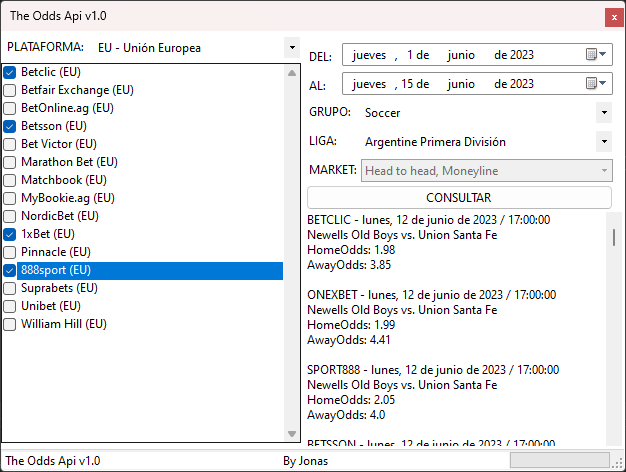 The Odds Api v1.0
x
PLATAFORMA: EU - Unión Europea
Betclic (EU)
Betfair Exchange (EU)
BetOnline.ag (EU)
Betsson (EU)
Bet Victor (EU)
Marathon Bet (EU)
Matchbook (EU)
MyBookie.ag (EU)
NordicBet (EU)
1xBet (EU)
Pinnacle (EU)
888sport (EU)
Suprabets (EU)
Unibet (EU)
William Hill (EU)
DEL: jueves , 1 de junio de 2023
AL: jueves , 15 de junio de 2023
GRUPO: Soccer
LIGA: Argentine Primera División
MARKET: Head to head, Moneyline
CONSULTAR
BETCLIC - lunes, 12 de junio de 2023 / 17:00:00
Newells Old Boys vs. Union Santa Fe
HomeOdds: 1.98
AwayOdds: 3.85
ONEXBET - lunes, 12 de junio de 2023 / 17:00:00
Newells Old Boys vs. Union Santa Fe
HomeOdds: 1.99
AwayOdds: 4.41
SPORT888 - lunes, 12 de junio de 2023 / 17:00:00
Newells Old Boys vs. Union Santa Fe
HomeOdds: 2.05
AwayOdds: 4.0
BETSSON - lunes, 12 de junio de 2023 / 17:00:00
The Odds Api v1.0
By Jonas